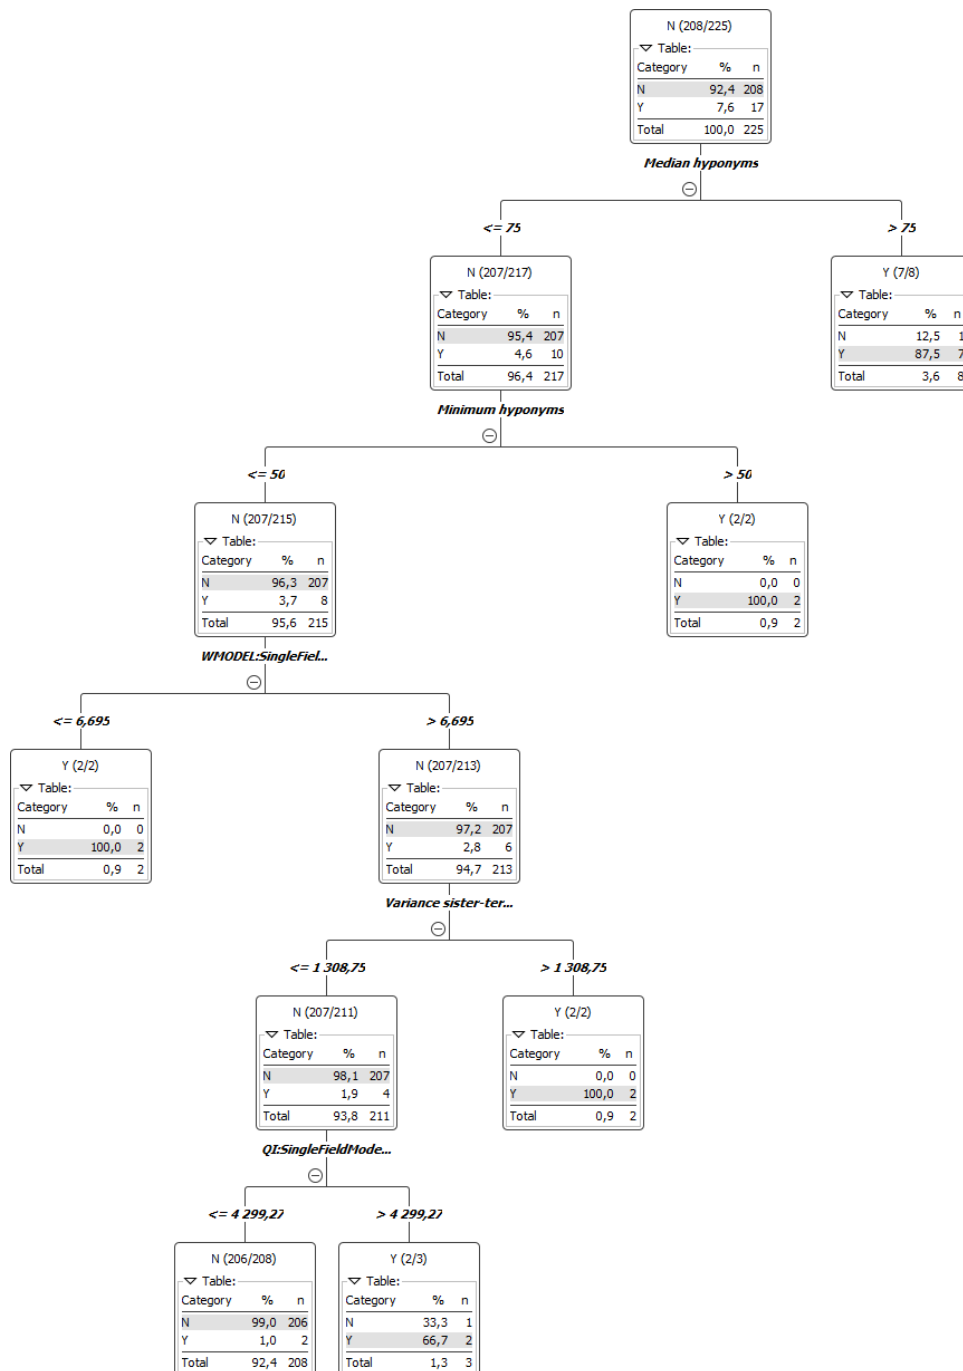 N (208/225)
Table:
Category % n
N 92,4 208
Y 7,6 17
Total 100,0 225
Median hyponyms
<= 75
> 75
N (207/217)
Table:
Category % n
N 95,4 207
Y 4,6 10
Total 96,4 217
Y (7/8)
Table:
Category % n
N 12,5 1
Y 87,5 7
Total 3,6 8
Minimum hyponyms
<= 50
> 50
N (207/215)
Table:
Category % n
N 96,3 207
Y 3,7 8
Total 95,6 215
Y (2/2)
Table:
Category % n
N 0,0 0
Y 100,0 2
Total 0,9 2
WMODEL:SingleFiel...
<= 6,695
> 6,695
Y (2/2)
Table:
Category % n
N 0,0 0
Y 100,0 2
Total 0,9 2
N (207/213)
Table:
Category % n
N 97,2 207
Y 2,8 6
Total 94,7 213
Variance sister-ter...
<= 1 308,75
> 1 308,75
N (207/211)
Table:
Category % n
N 98,1 207
Y 1,9 4
Total 93,8 211
Y (2/2)
Table:
Category % n
N 0,0 0
Y 100,0 2
Total 0,9 2
QI:SingleFieldMode...
<= 4 299,27
> 4 299,27
N (206/208)
Table:
Category % n
N 99,0 206
Y 1,0 2
Total 92,4 208
Y (2/3)
Table:
Category % n
N 33,3 1
Y 66,7 2
Total 1,3 3